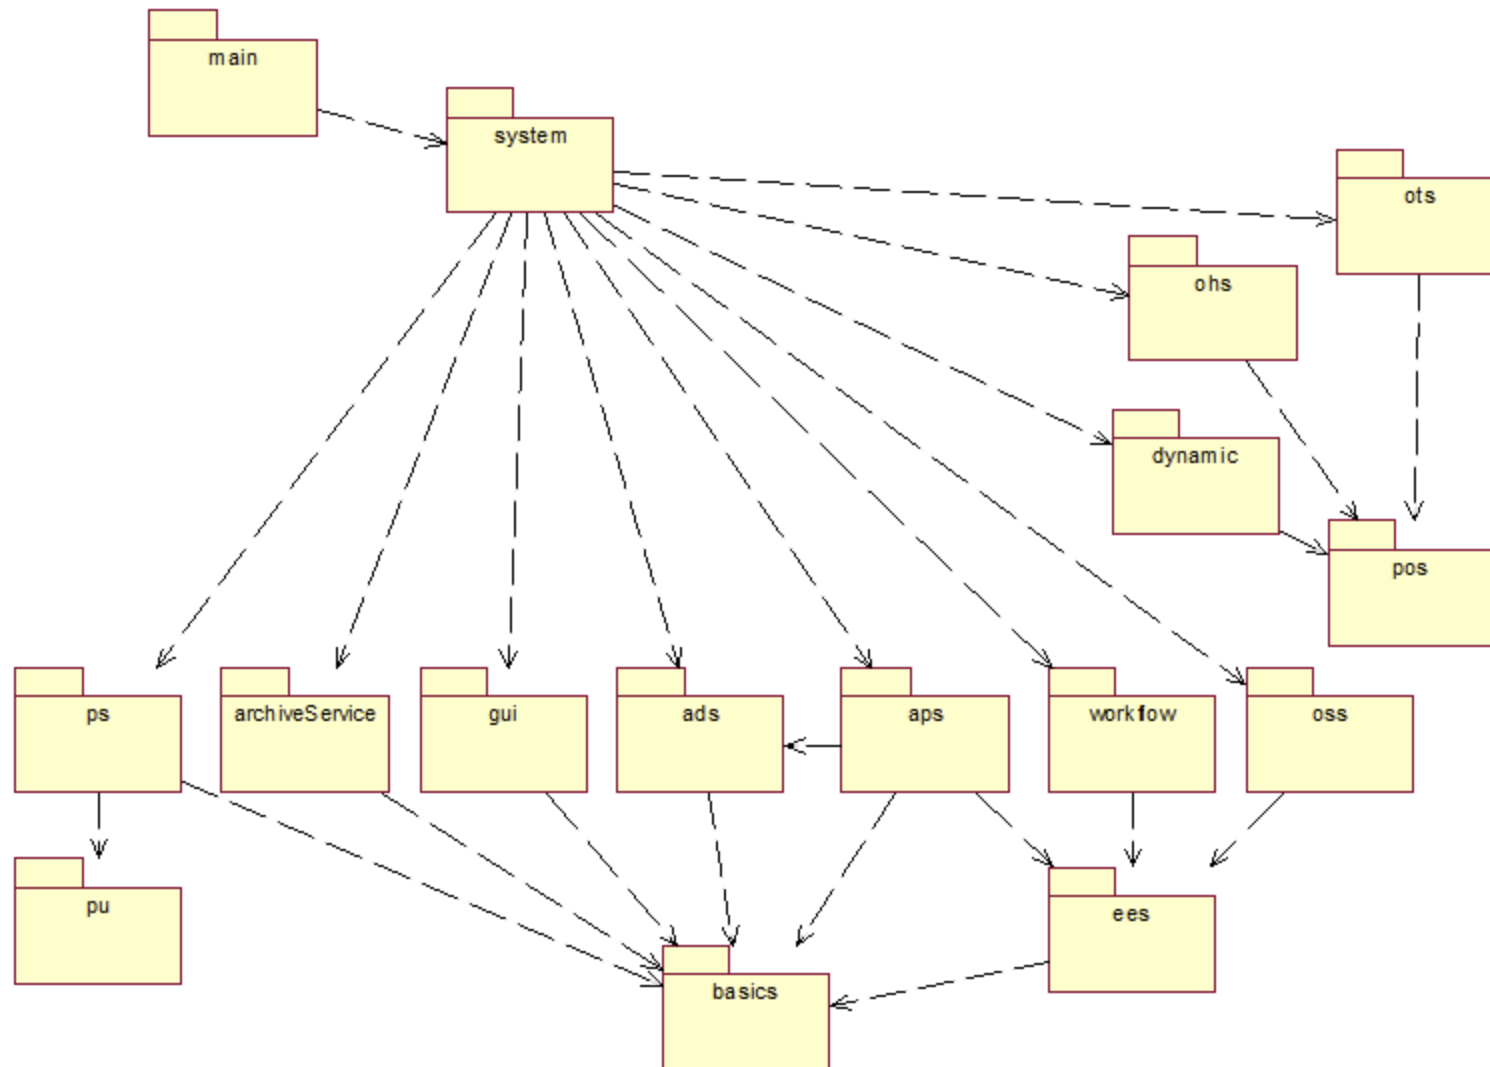 main
system
ots
ohs
dynamic
pos
ps
archiveService
gui
ads
aps
workflow
oss
pu
ees
basics